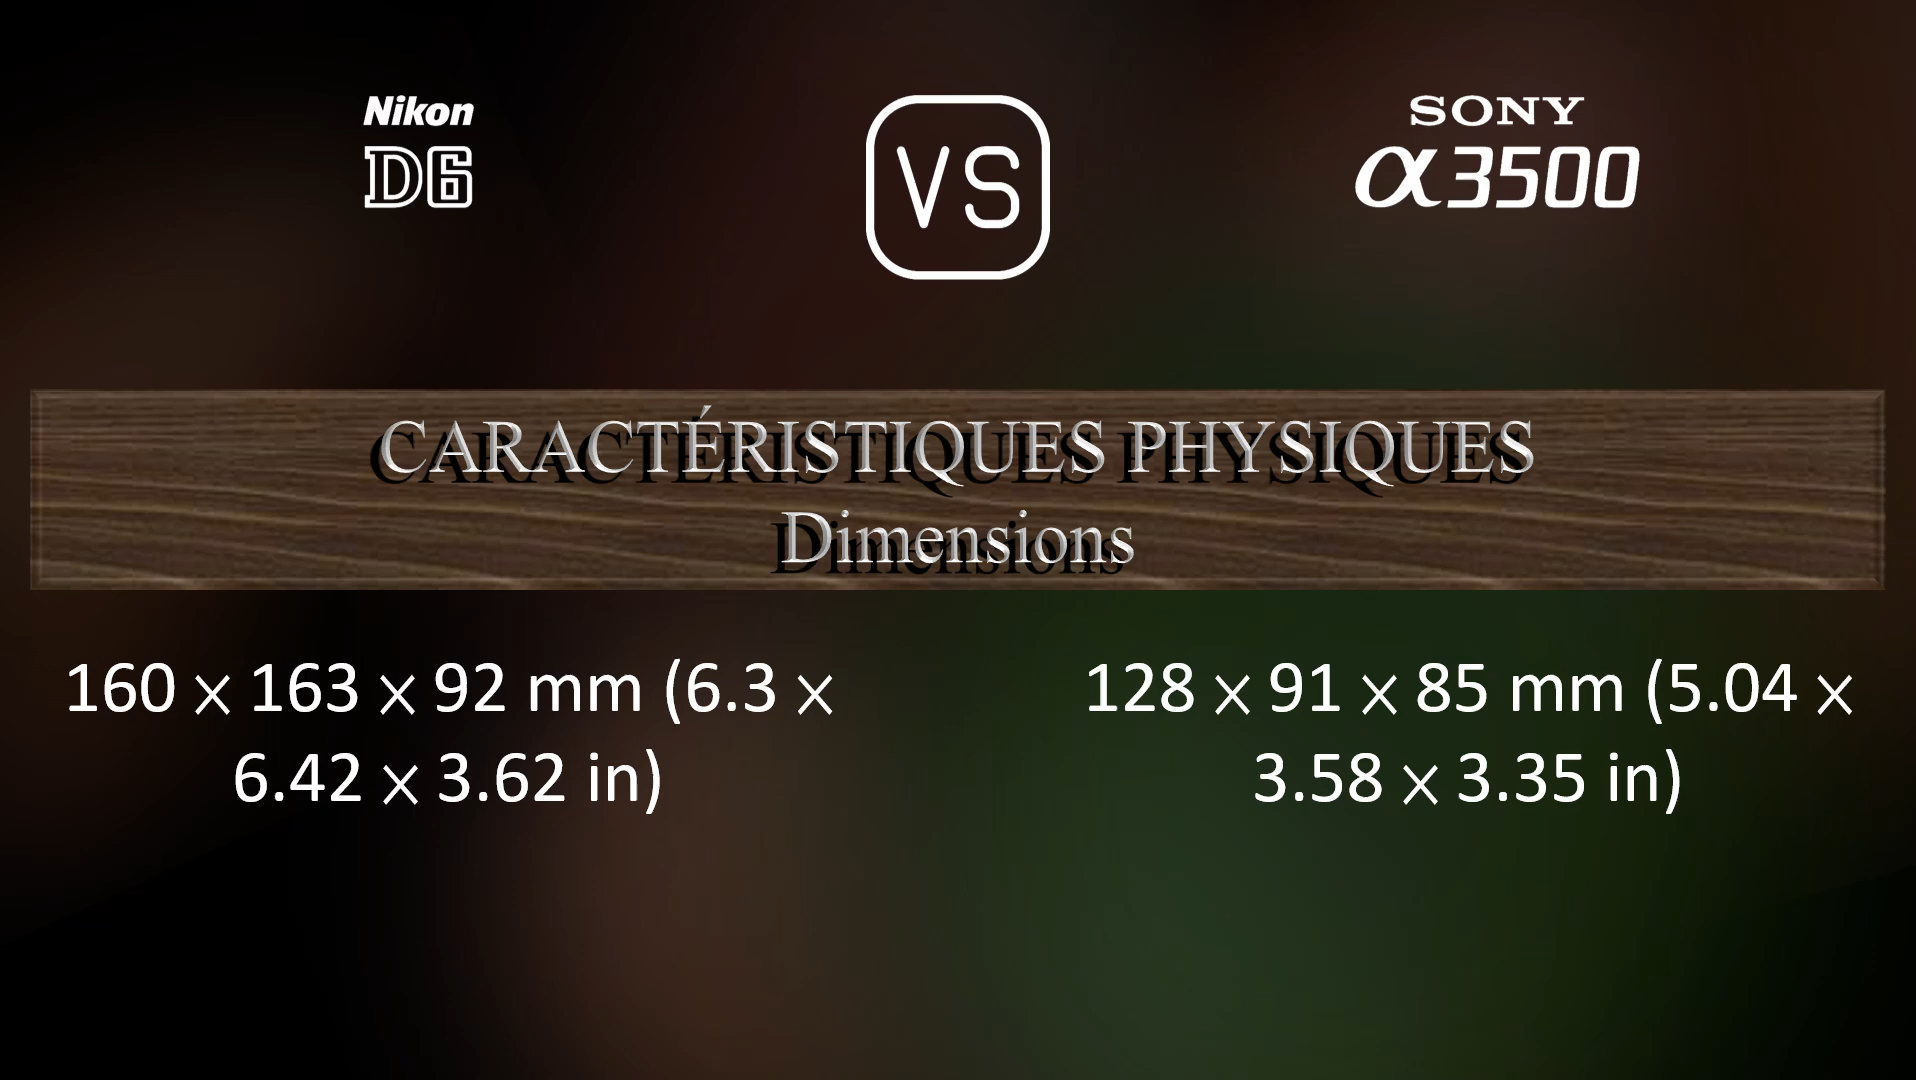 Nikon
D6
VS
SONY
α3500
CARACTÉRISTIQUES PHYSIQUES
Dimensions
160 x 163 x 92 mm (6.3 x
6.42 x 3.62 in)
128 x 91 x 85 mm (5.04 x
3.58 x 3.35 in)